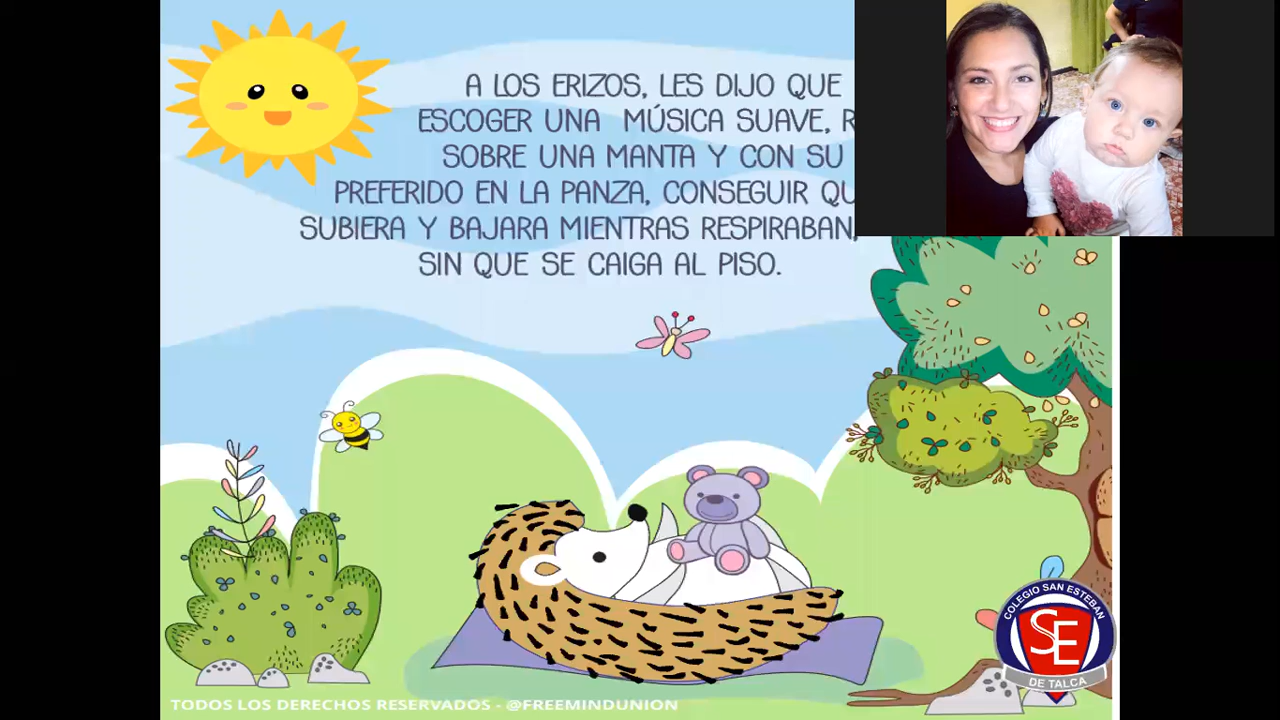 A LOS ERIZOS, LES DIJO QUE
ESCOGER UNA MÚSICA SUAVE,
SOBRE UNA MANTA Y CON SU
PREFERIDO EN LA PANZA, CONSEGUIR
SUBIERA Y BAJARA MIENTRAS RESPIRABAN,
SIN QUE SE CAIGA AL PISO.
COLEGIO SAN ESTEBAN
SE
DE TALCA
TODOS LOS DERECHOS RESERVADOS - @FREEMINDUNION